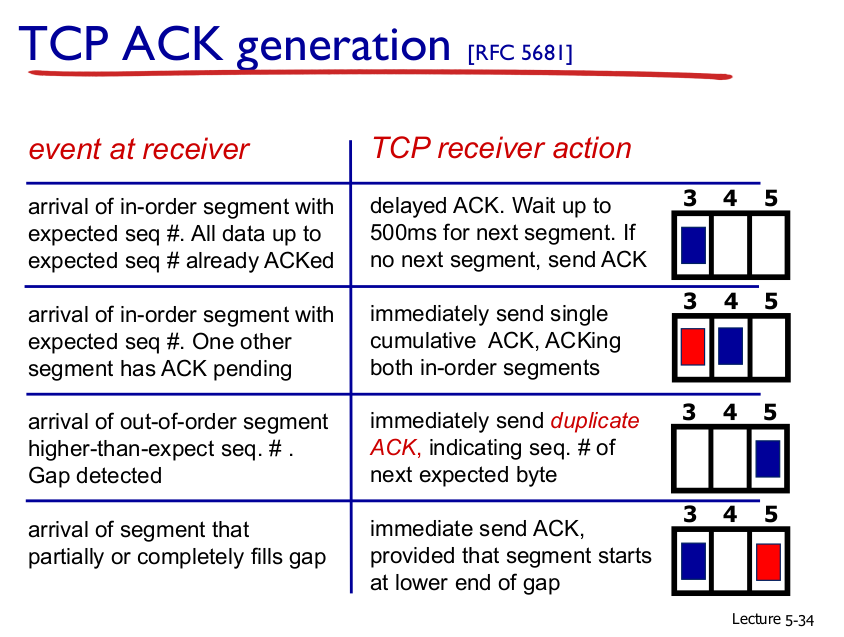 TCP ACK generation [RFC 5681]
event at receiver
TCP receiver action
arrival of in-order segment with
expected seq #. All data up to
expected seq # already ACKed
delayed ACK. Wait up to
500ms for next segment. If
no next segment, send ACK
3 4 5
arrival of in-order segment with
expected seq #. One other
segment has ACK pending
immediately send single
cumulative ACK, ACKing
both in-order segments
3 4 5
arrival of out-of-order segment
higher-than-expect seq. # .
Gap detected
immediately send duplicate
ACK, indicating seq. # of
next expected byte
3 4 5
arrival of segment that
partially or completely fills gap
immediate send ACK,
provided that segment starts
at lower end of gap
3 4 5
Lecture 5-34